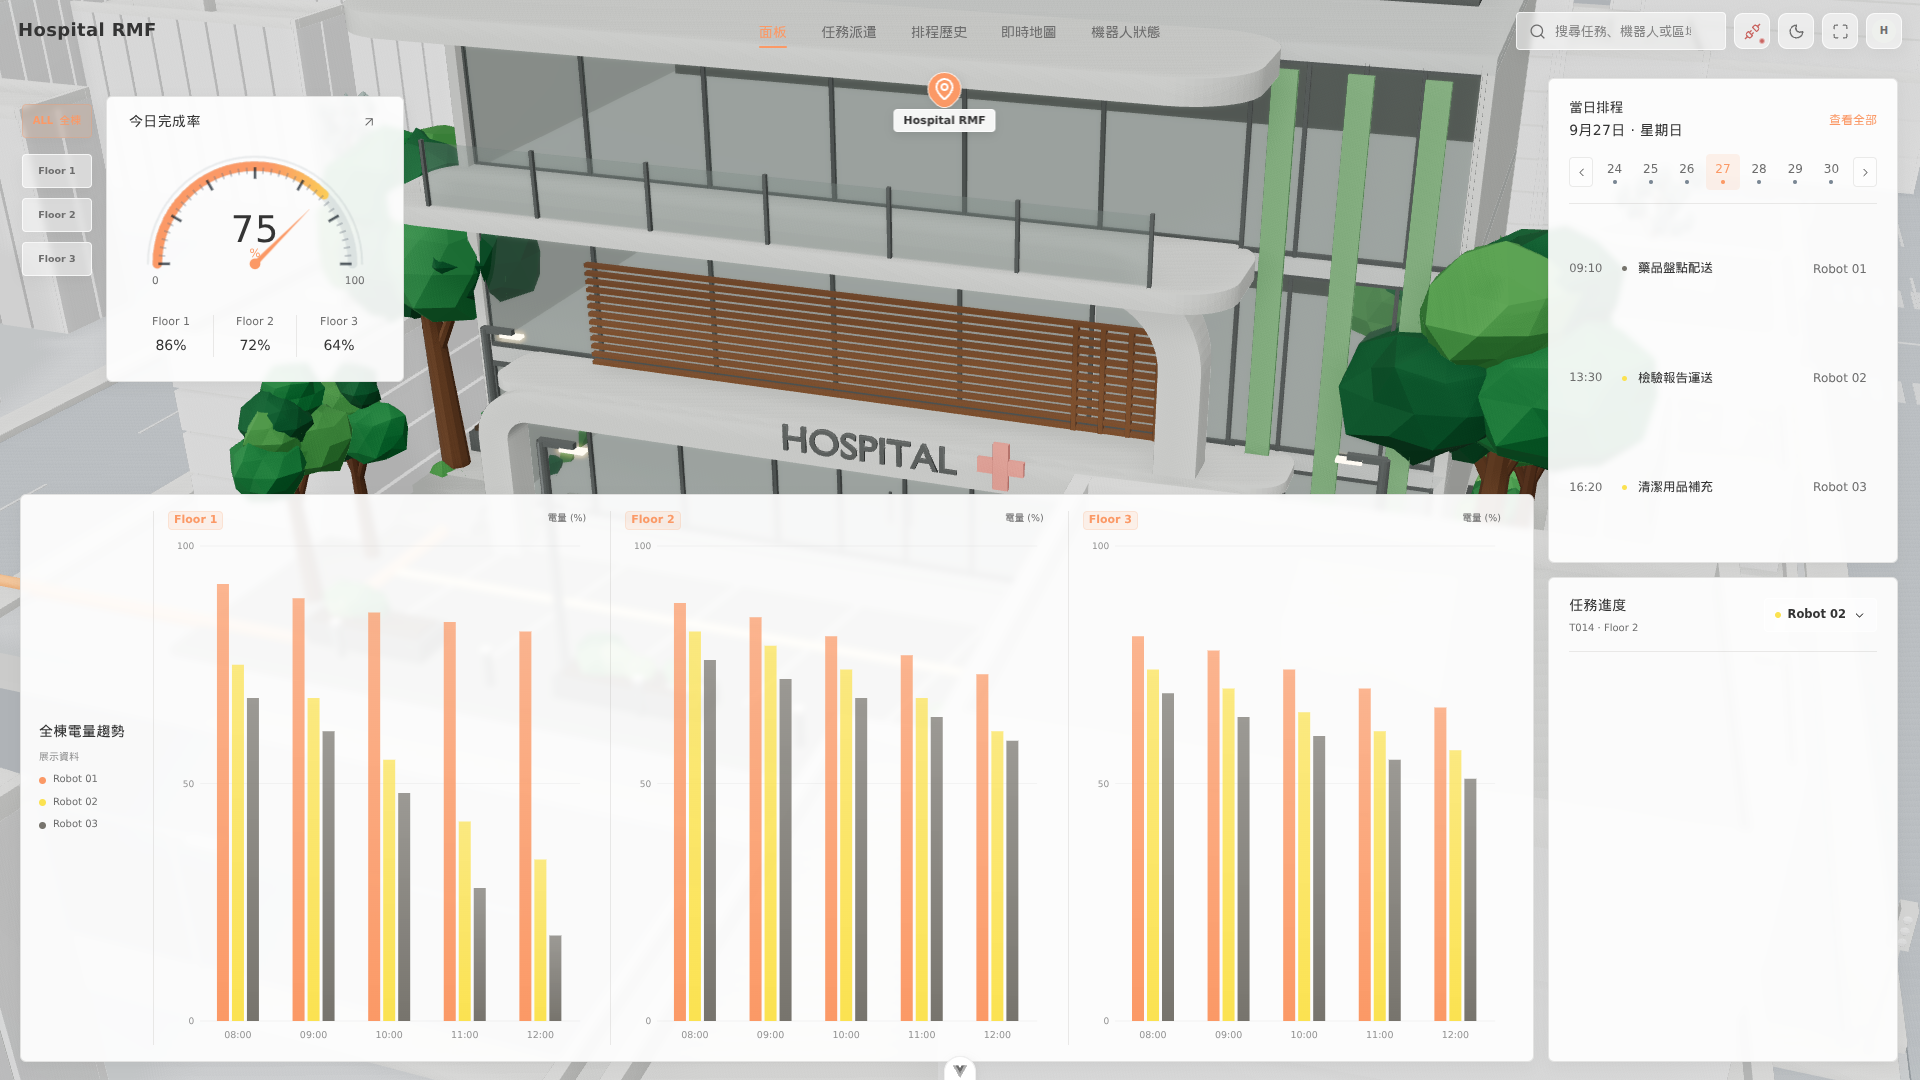 Hospital RMF
面板
任務派遣
排程歷史
即時地圖
機器人狀態
搜尋任務、機器人或區域
H
Hospital RMF
ALL 全棟
Floor 1
Floor 2
Floor 3
今日完成率
75
%
0
100
Floor 1
Floor 2
Floor 3
86%
72%
64%
HOSPITAL
當日排程
9月27日 · 星期日
查看全部
24 25 26 27 28 29 30
09:10 藥品盤點配送 Robot 01
13:30 檢驗報告運送 Robot 02
16:20 清潔用品補充 Robot 03
任務進度
T014 · Floor 2
Robot 02
全棟電量趨勢
展示資料
Robot 01
Robot 02
Robot 03
Floor 1
電量 (%)
100
50
0
08:00 09:00 10:00 11:00 12:00
Floor 2
電量 (%)
100
50
0
08:00 09:00 10:00 11:00 12:00
Floor 3
電量 (%)
100
50
0
08:00 09:00 10:00 11:00 12:00